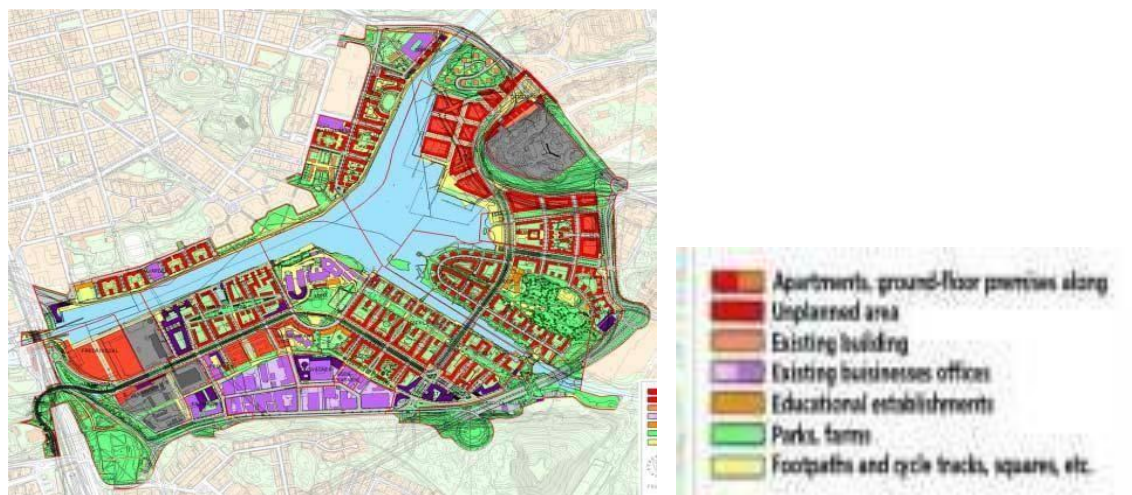 Apartments, ground-floor premises along
Unplanned area
Existing building
Existing buisinesses offices
Educational establishments
Parks, farms
Footpaths and cycle tracks, squares, etc.